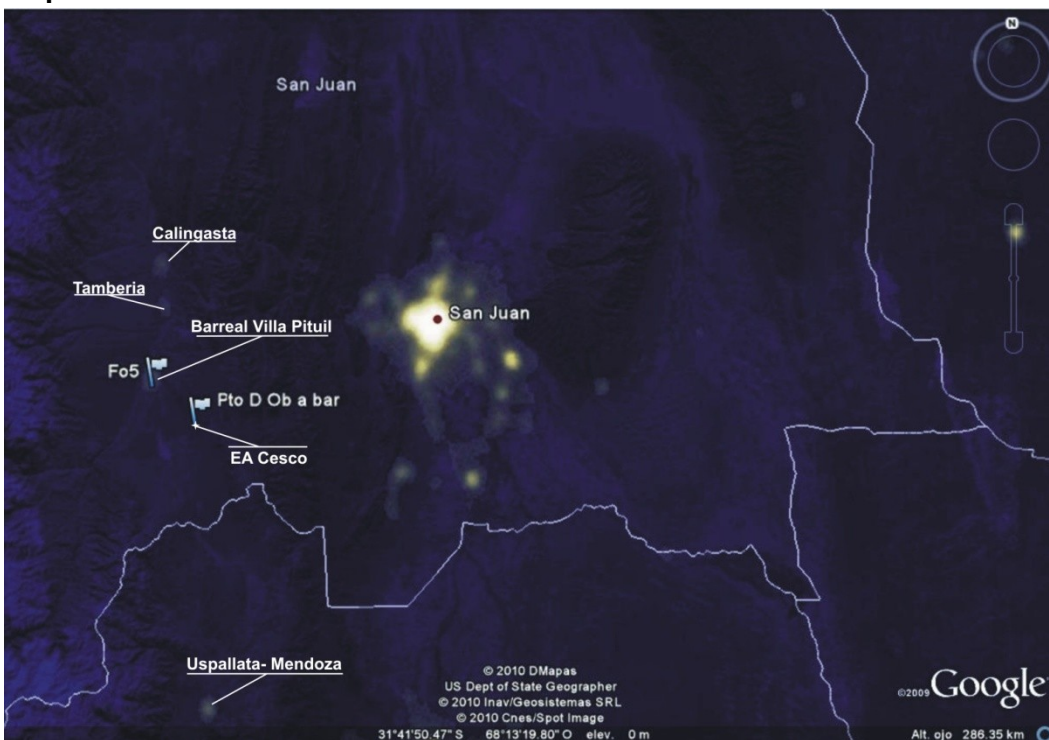 N
San Juan
Calingasta
Tamberia
San Juan
Barreal Villa Pituil
Fo5
Pto D Ob a bar
EA Cesco
Uspallata- Mendoza
© 2010 DMapas
US Dept of State Geographer
© 2010 Inav/Geosistemas SRL
© 2010 Cnes/Spot Image
©2009 Google
31°41'50.47" S 68°13'19.80" O elev. 0 m
Alt. ojo 286.35 km